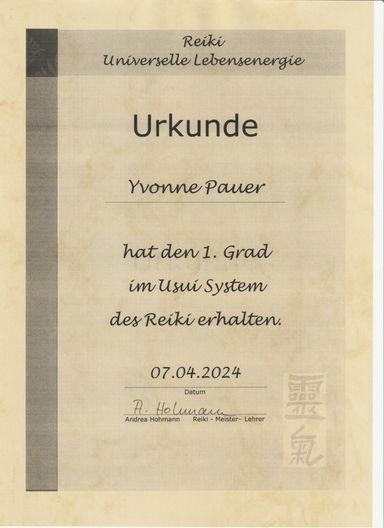 Reiki
Universelle Lebensenergie
Urkunde
Yvonne Pauer
hat den 1. Grad
im Usui System
des Reiki erhalten.
07.04.2024
Datum
A. Hohmann
Andrea Hohmann Reiki - Meister- Lehrer
靈氣